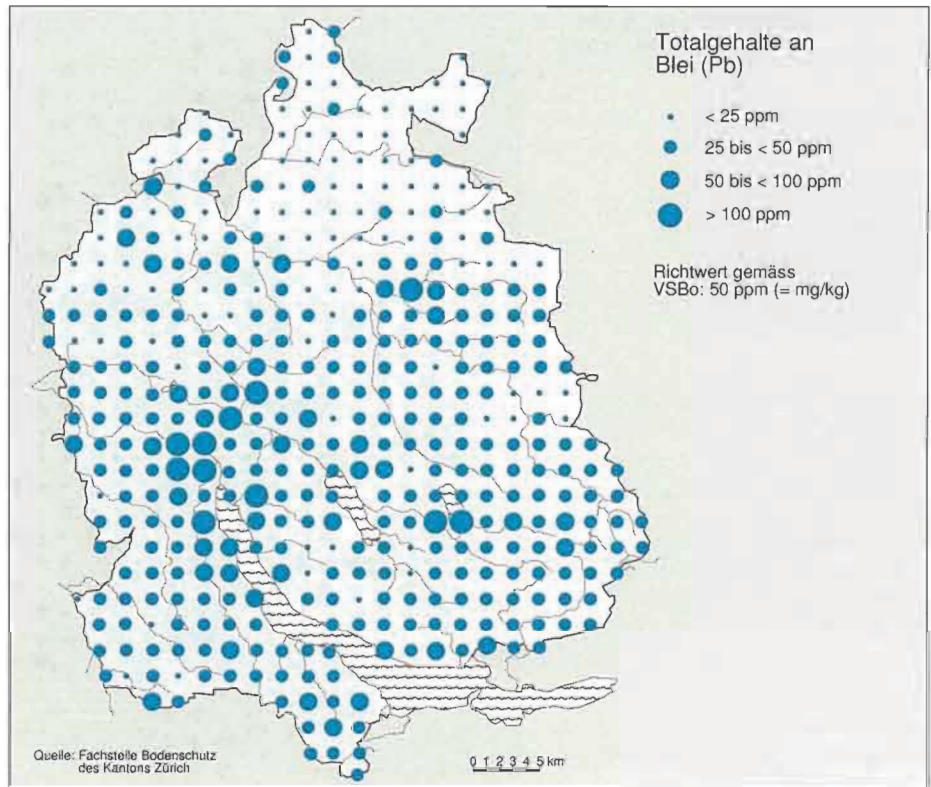 Totalgehalte an
Blei (Pb)
< 25 ppm
25 bis < 50 ppm
50 bis < 100 ppm
> 100 ppm
Richtwert gemäss
VSBo: 50 ppm (= mg/kg)
Quelle: Fachstelle Bodenschutz
des Kantons Zürich
0 1 2 3 4 5 km